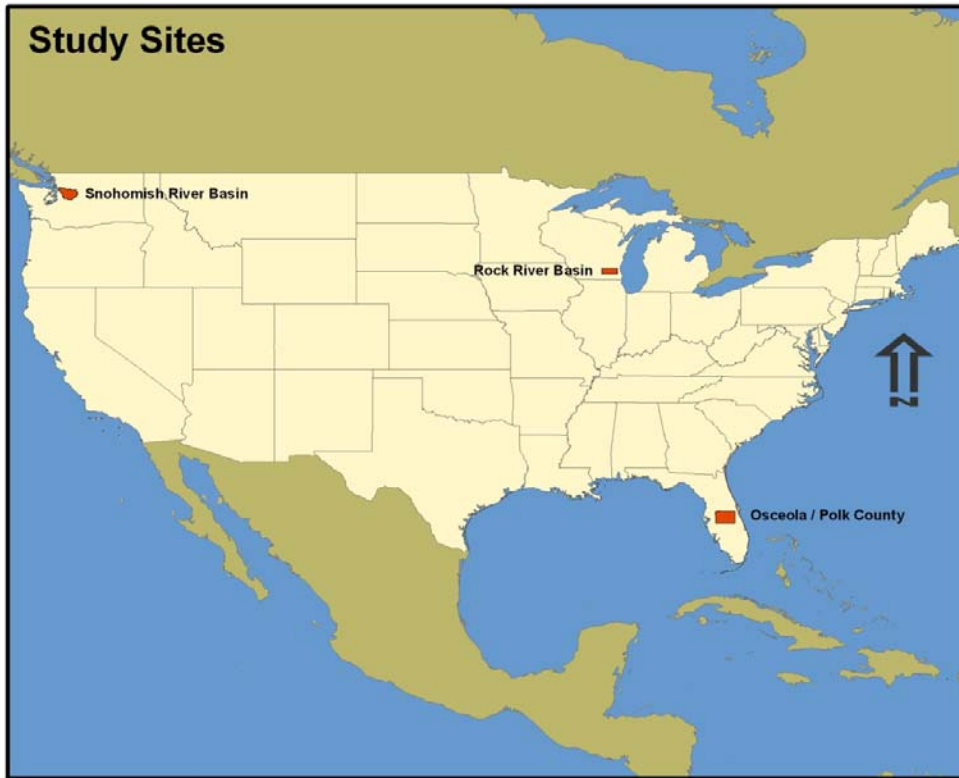 Study Sites
Snohomish River Basin
Rock River Basin
N
Osceola / Polk County